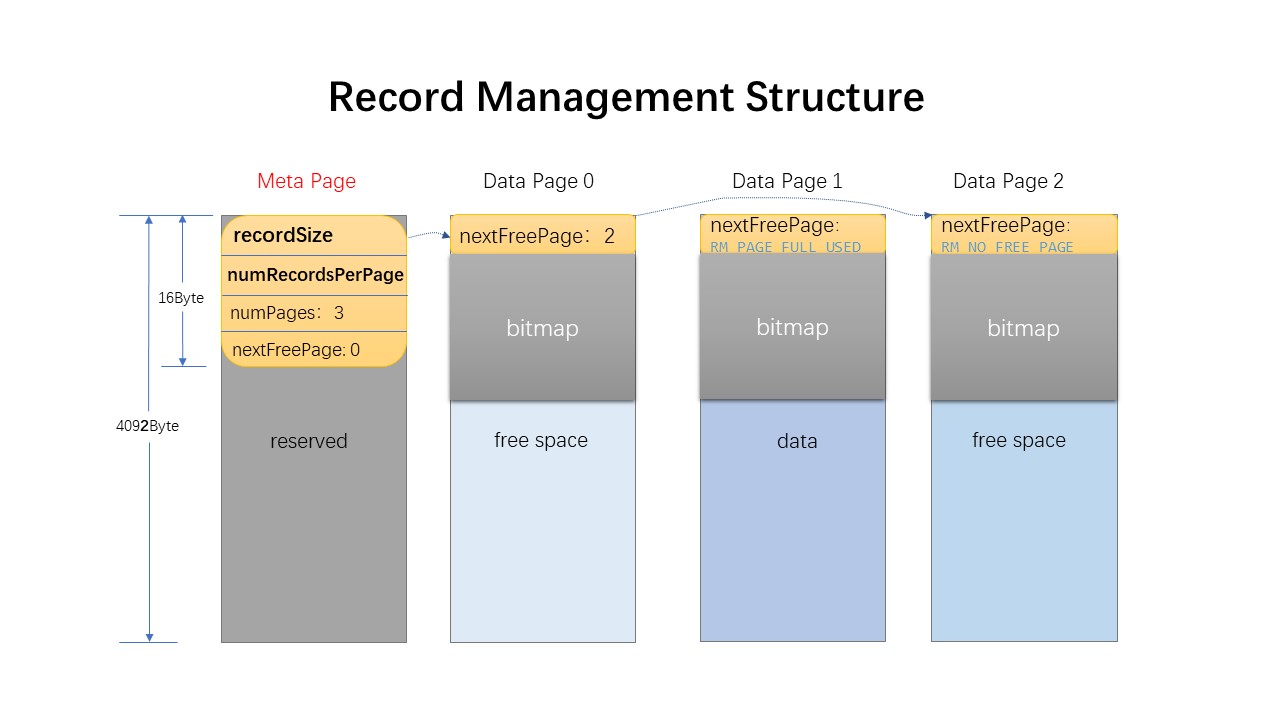 Record Management Structure
Meta Page
Data Page 0
Data Page 1
Data Page 2
recordSize
numRecordsPerPage
numPages： 3
nextFreePage: 0
reserved
16Byte
4092Byte
nextFreePage： 2
bitmap
free space
nextFreePage:
RM_PAGE_FULL_USED
bitmap
data
nextFreePage:
RM_NO_FREE_PAGE
bitmap
free space